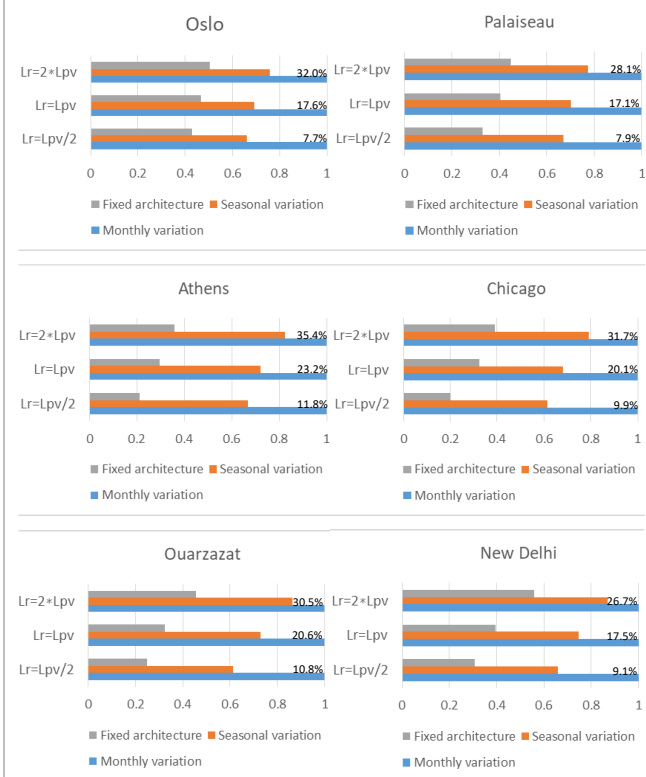 Oslo
Lr=2*Lpv
32.0%
Lr=Lpv
17.6%
Lr=Lpv/2
7.7%
0 0.2 0.4 0.6 0.8 1
Fixed architecture Seasonal variation
Monthly variation
Palaiseau
Lr=2*Lpv
28.1%
Lr=Lpv
17.1%
Lr=Lpv/2
7.9%
0 0.2 0.4 0.6 0.8 1
Fixed architecture Seasonal variation
Monthly variation
Athens
Lr=2*Lpv
35.4%
Lr=Lpv
23.2%
Lr=Lpv/2
11.8%
0 0.2 0.4 0.6 0.8 1
Fixed architecture Seasonal variation
Monthly variation
Chicago
Lr=2*Lpv
31.7%
Lr=Lpv
20.1%
Lr=Lpv/2
9.9%
0 0.2 0.4 0.6 0.8 1
Fixed architecture Seasonal variation
Monthly variation
Ouarzazat
Lr=2*Lpv
30.5%
Lr=Lpv
20.6%
Lr=Lpv/2
10.8%
0 0.2 0.4 0.6 0.8 1
Fixed architecture Seasonal variation
Monthly variation
New Delhi
Lr=2*Lpv
26.7%
Lr=Lpv
17.5%
Lr=Lpv/2
9.1%
0 0.2 0.4 0.6 0.8 1
Fixed architecture Seasonal variation
Monthly variation